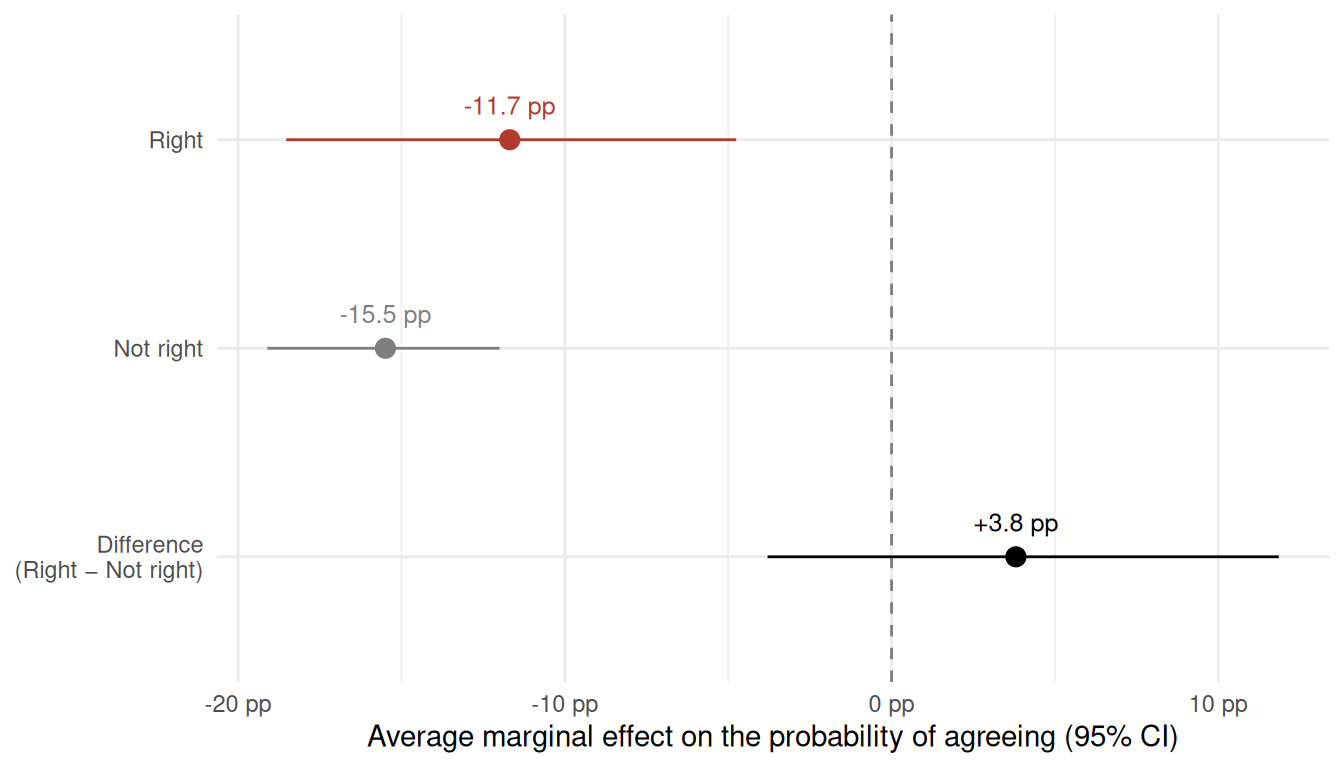 -11.7 pp
Right
-15.5 pp
Not right
+3.8 pp
Difference
(Right – Not right)
-20 pp
-10 pp
0 pp
10 pp
Average marginal effect on the probability of agreeing (95% CI)